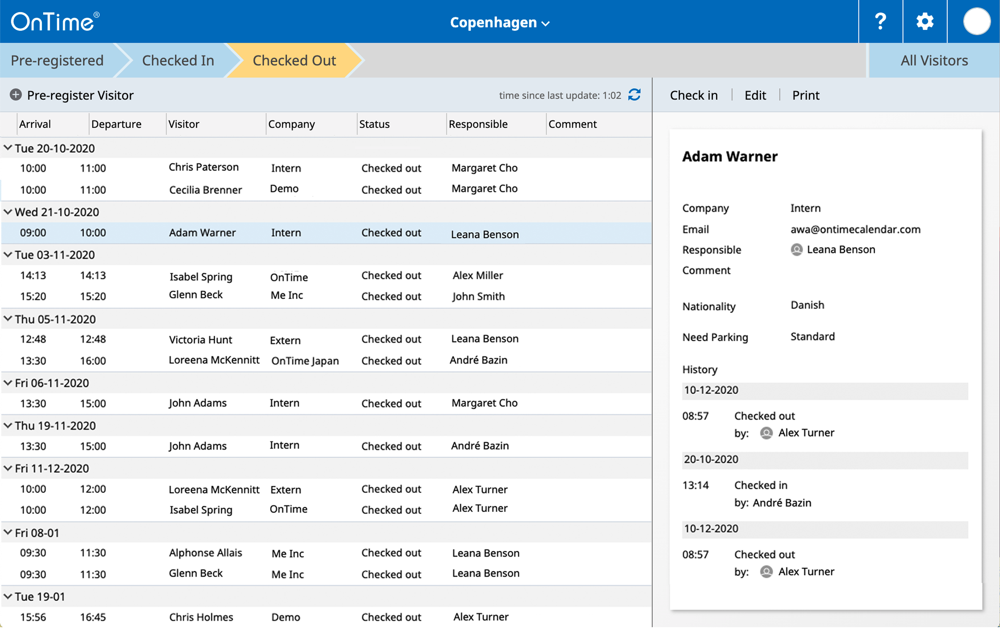 OnTime®
Copenhagen
?
Pre-registered
Checked In
Checked Out
All Visitors
Pre-register Visitor
time since last update: 1:02
Check in
Edit
Print
Arrival Departure Visitor Company Status Responsible Comment
Tue 20-10-2020
10:00 11:00 Chris Paterson Intern Checked out Margaret Cho
10:00 11:00 Cecilia Brenner Demo Checked out Margaret Cho
Wed 21-10-2020
09:00 10:00 Adam Warner Intern Checked out Leana Benson
Tue 03-11-2020
14:13 14:13 Isabel Spring OnTime Checked out Alex Miller
15:20 15:20 Glenn Beck Me Inc Checked out John Smith
Thu 05-11-2020
12:48 12:48 Victoria Hunt Extern Checked out Leana Benson
13:30 16:00 Loreena McKennitt OnTime Japan Checked out André Bazin
Fri 06-11-2020
13:30 15:00 John Adams Intern Checked out Margaret Cho
Thu 19-11-2020
13:30 15:00 John Adams Intern Checked out André Bazin
Fri 11-12-2020
10:00 12:00 Loreena McKennitt Extern Checked out Alex Turner
10:00 12:00 Isabel Spring OnTime Checked out Alex Turner
Fri 08-01
09:30 11:30 Alphonse Allais Me Inc Checked out Leana Benson
09:30 11:30 Glenn Beck Me Inc Checked out Leana Benson
Tue 19-01
15:56 16:45 Chris Holmes Demo Checked out Alex Turner
Adam Warner
Company Intern
Email awa@ontimecalendar.com
Responsible Leana Benson
Comment
Nationality Danish
Need Parking Standard
History
10-12-2020
08:57 Checked out
by: Alex Turner
20-10-2020
13:14 Checked in
by: André Bazin
10-12-2020
08:57 Checked out
by: Alex Turner